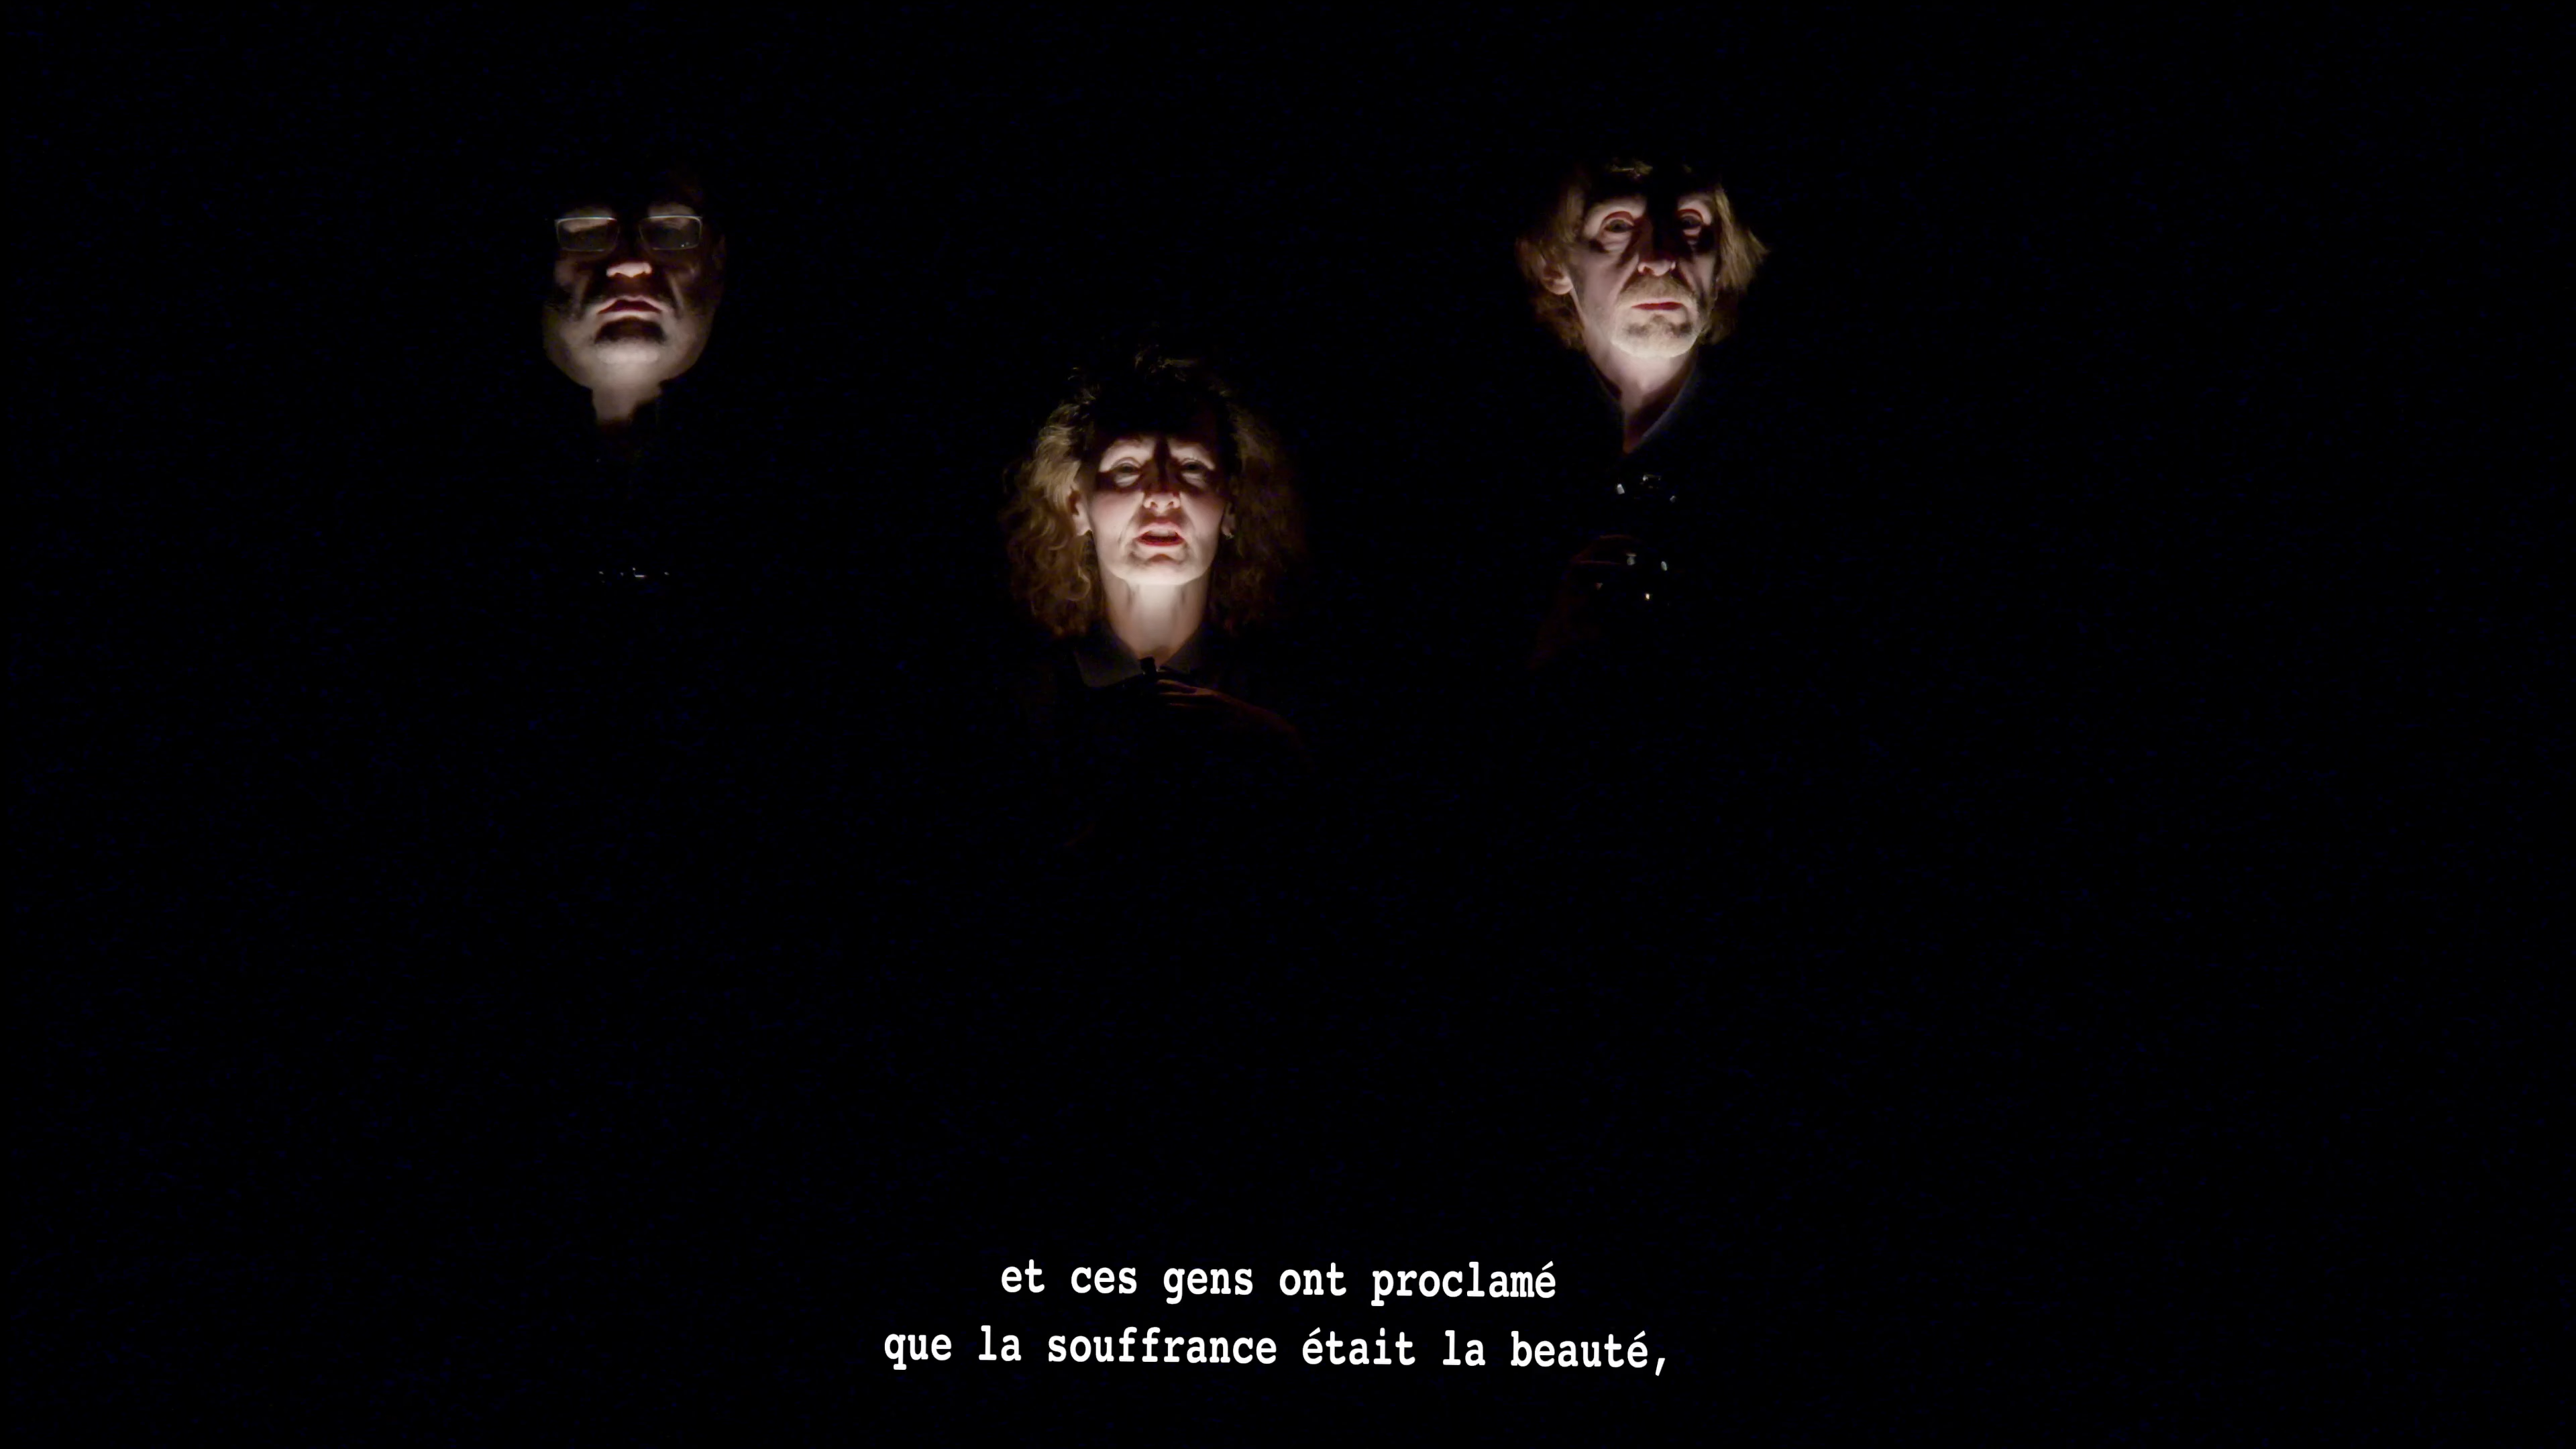 et ces gens ont proclamé
que la souffrance était la beauté,